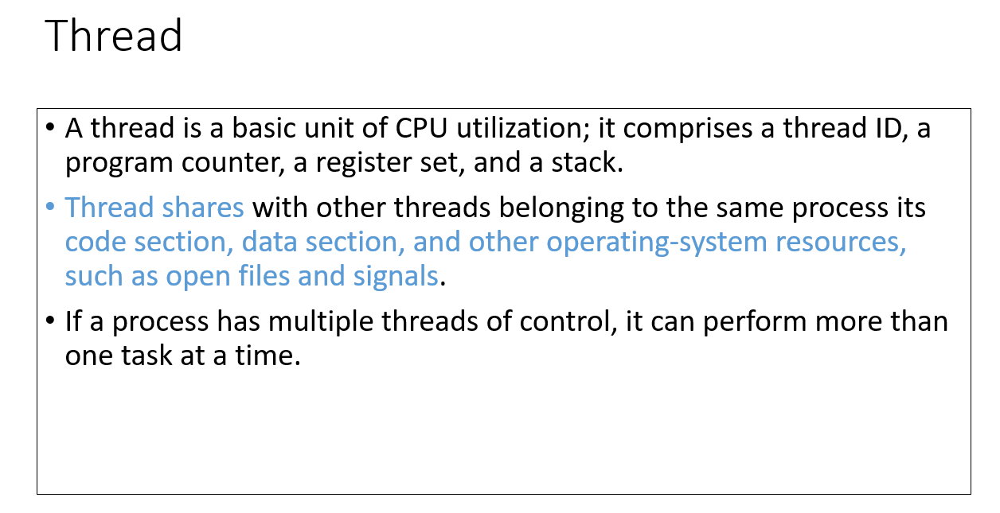 Thread
• A thread is a basic unit of CPU utilization; it comprises a thread ID, a
program counter, a register set, and a stack.
• Thread shares with other threads belonging to the same process its
code section, data section, and other operating-system resources,
such as open files and signals.
• If a process has multiple threads of control, it can perform more than
one task at a time.